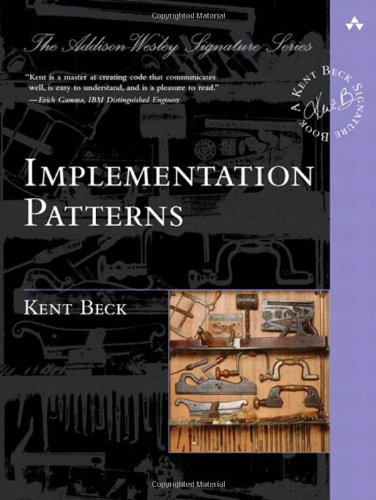 The Addison-Wesley Signature Series
"Kent is a master at creating code that communicates
well, is easy to understand, and is a pleasure to read."
—Erich Gamma, IBM Distinguished Engineer
A KENT BECK SIGNATURE BOOK
Kent B
IMPLEMENTATION
PATTERNS
KENT BECK